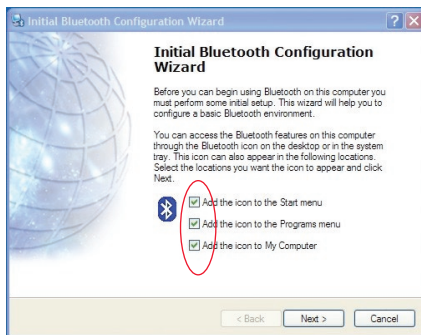 Initial Bluetooth Configuration Wizard
Initial Bluetooth Configuration
Wizard
Before you can begin using Bluetooth on this computer you
must perform some initial setup. This wizard will help you to
configure a basic Bluetooth environment.
You can access the Bluetooth features on this computer
through the Bluetooth icon on the desktop or in the system
tray. This icon can also appear in the following locations.
Select the locations you want the icon to appear and click
Next.
Add the icon to the Start menu
Add the icon to the Programs menu
Add the icon to My Computer
< Back
Next >
Cancel